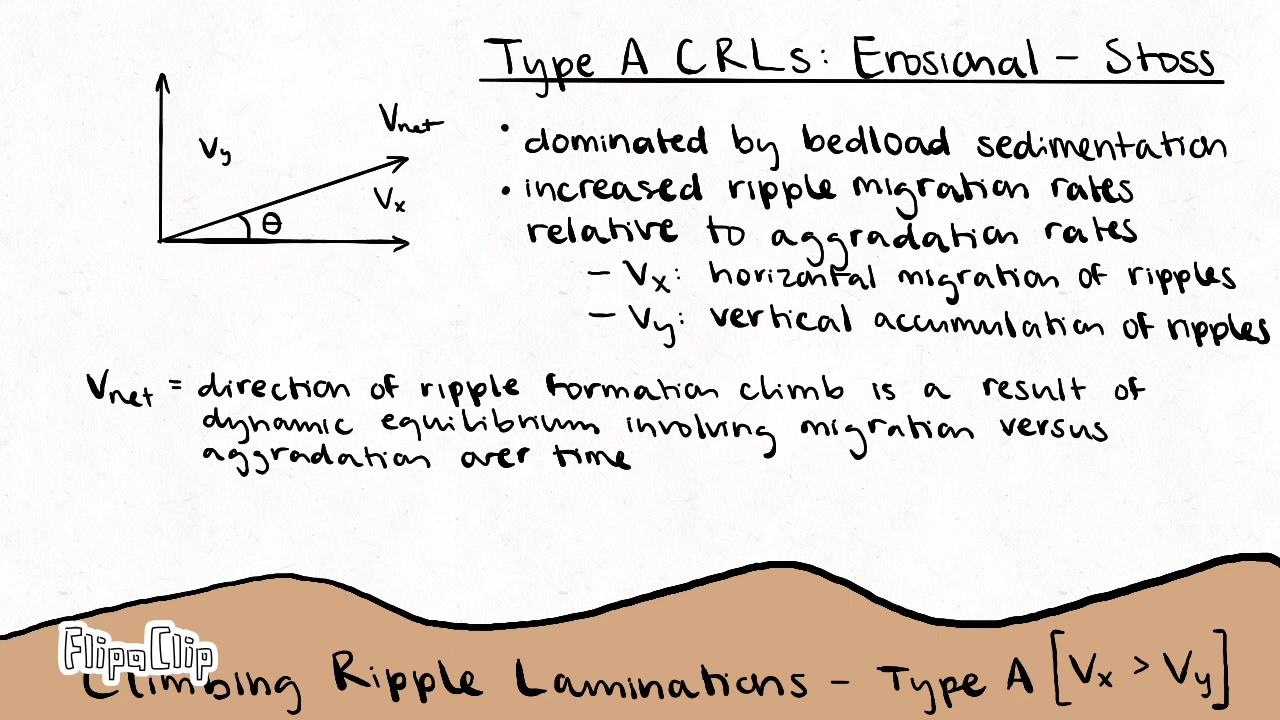 Type A CRLs: Erosional - Stoss
Vy
Vnet
Vx
θ
• dominated by bedload sedimentation
• increased ripple migration rates
relative to aggradation rates
- Vx: horizontal migration of ripples
- Vy: vertical accumulation of ripples
Vnet = direction of ripple formation climb is a result of
dynamic equilibrium involving migration versus
aggradation over time
FlipaClip
Climbing Ripple Laminations - Type A [Vx > Vy]